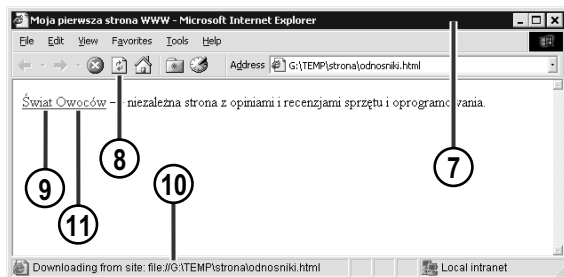 Moja pierwsza strona WWW - Microsoft Internet Explorer
File Edit View Favorites Tools Help
Address G:\TEMP\strona\odnosniki.html
Świat Owoców – niezależna strona z opiniami i recenzjami sprzętu i oprogramowania.
8
7
9
10
11
Downloading from site: file://G:\TEMP\strona\odnosniki.html
Local intranet